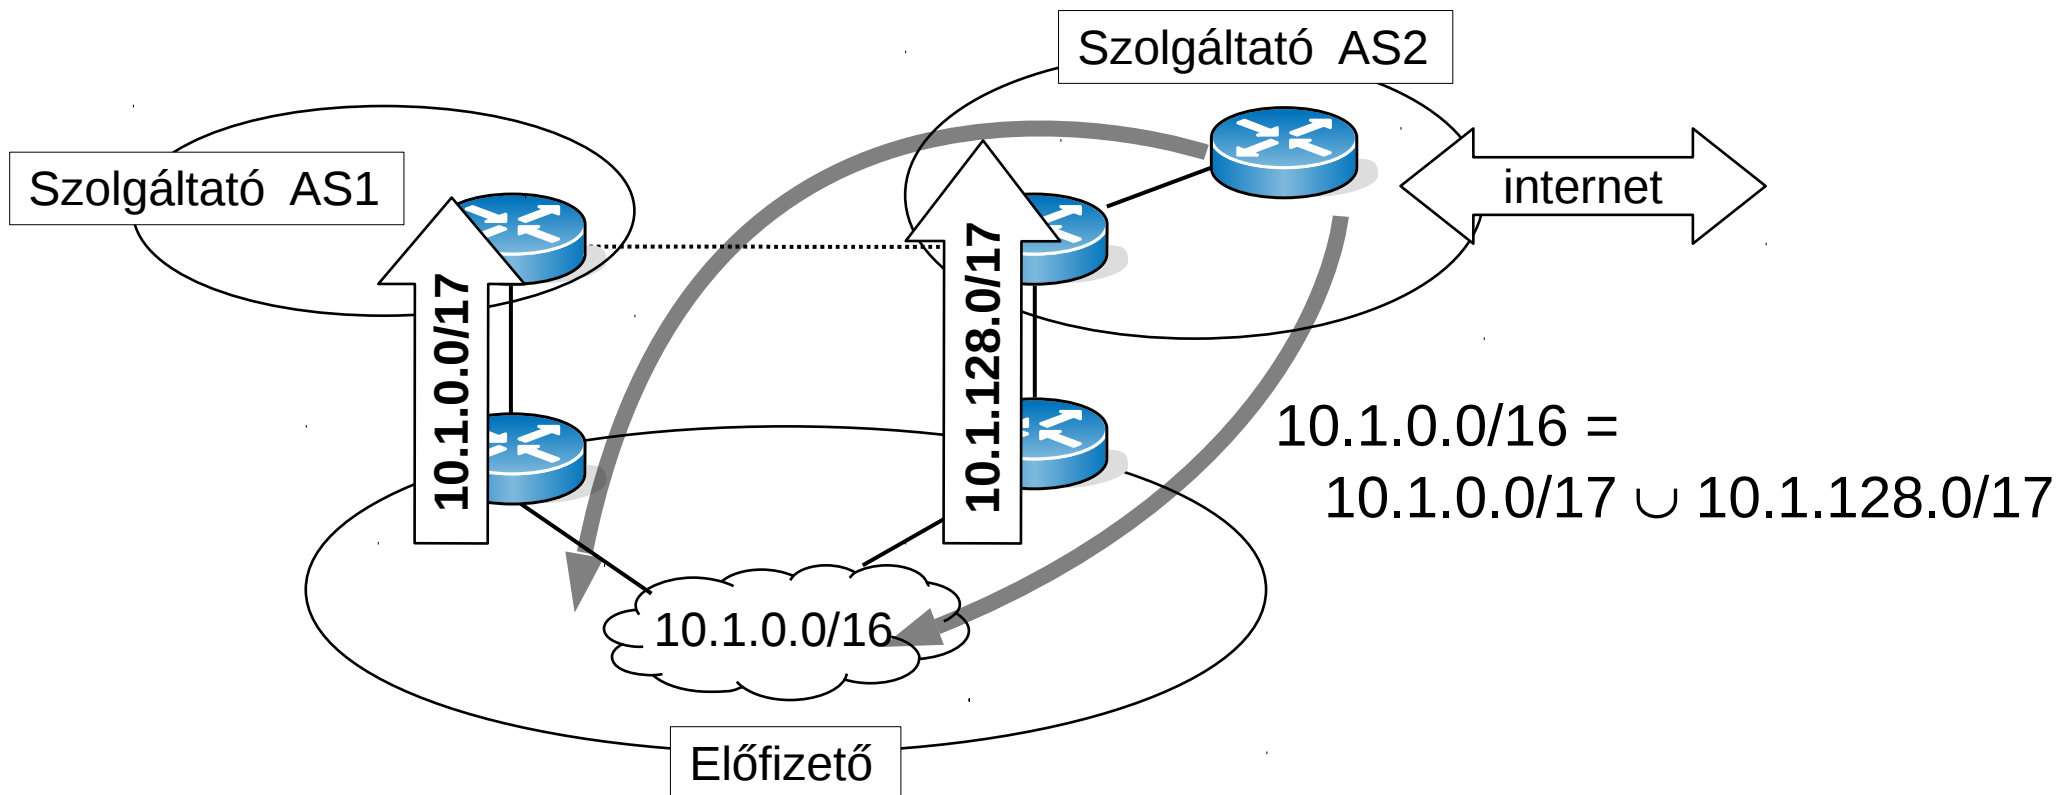 Szolgáltató AS2
Szolgáltató AS1
internet
10.1.0.0/17
10.1.128.0/17
10.1.0.0/16 =
10.1.0.0/17 ∪ 10.1.128.0/17
10.1.0.0/16
Előfizető